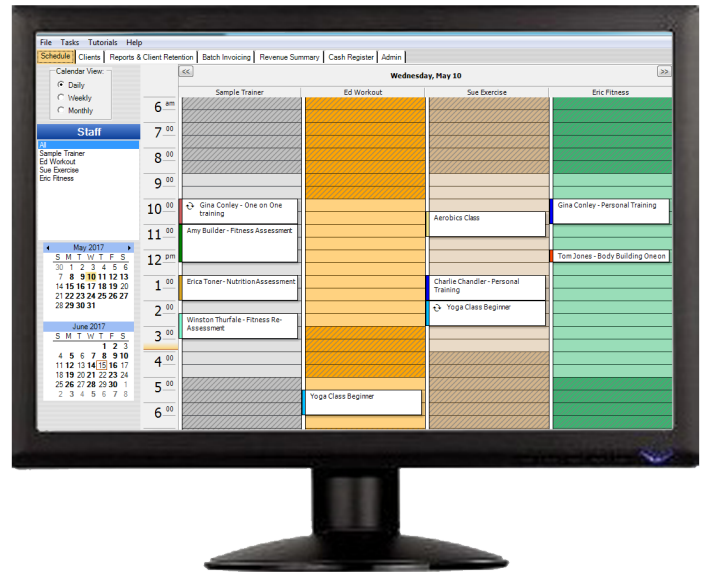 File Tasks Tutorials Help
Schedule Clients Reports & Client Retention Batch Invoicing Revenue Summary Cash Register Admin
Calendar View:
Daily
Weekly
Monthly
Staff
All
Sample Trainer
Ed Workout
Sue Exercise
Eric Fitness
May 2017
S M T W T F S
30 1 2 3 4 5 6
7 8 9 10 11 12 13
14 15 16 17 18 19 20
21 22 23 24 25 26 27
28 29 30 31
June 2017
S M T W T F S
1 2 3
4 5 6 7 8 9 10
11 12 13 14 15 16 17
18 19 20 21 22 23 24
25 26 27 28 29 30 1
2 3 4 5 6 7 8
<< Wednesday, May 10 >>
Sample Trainer Ed Workout Sue Exercise Eric Fitness
6 am
7 00
8 00
9 00
10 00
11 00
12 pm
1 00
2 00
3 00
4 00
5 00
6 00
Gina Conley - One on One
training
Amy Builder - Fitness Assessment
Erica Toner - Nutrition Assessment
Winston Thurfale - Fitness Re-
Assessment
Yoga Class Beginner
Aerobics Class
Charlie Chandler - Personal
Training
Yoga Class Beginner
Gina Conley - Personal Training
Tom Jones - Body Building One on